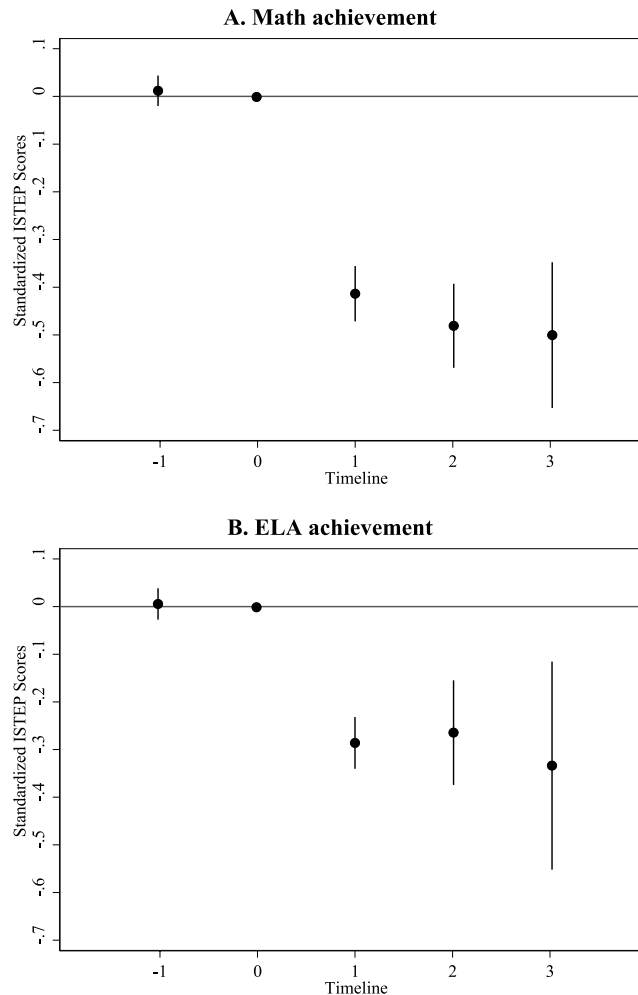 A. Math achievement
.1
0
-.1
-.2
-.3
-.4
-.5
-.6
-.7
Standardized ISTEP Scores
-1 0 1 2 3
Timeline
B. ELA achievement
.1
0
-.1
-.2
-.3
-.4
-.5
-.6
-.7
Standardized ISTEP Scores
-1 0 1 2 3
Timeline